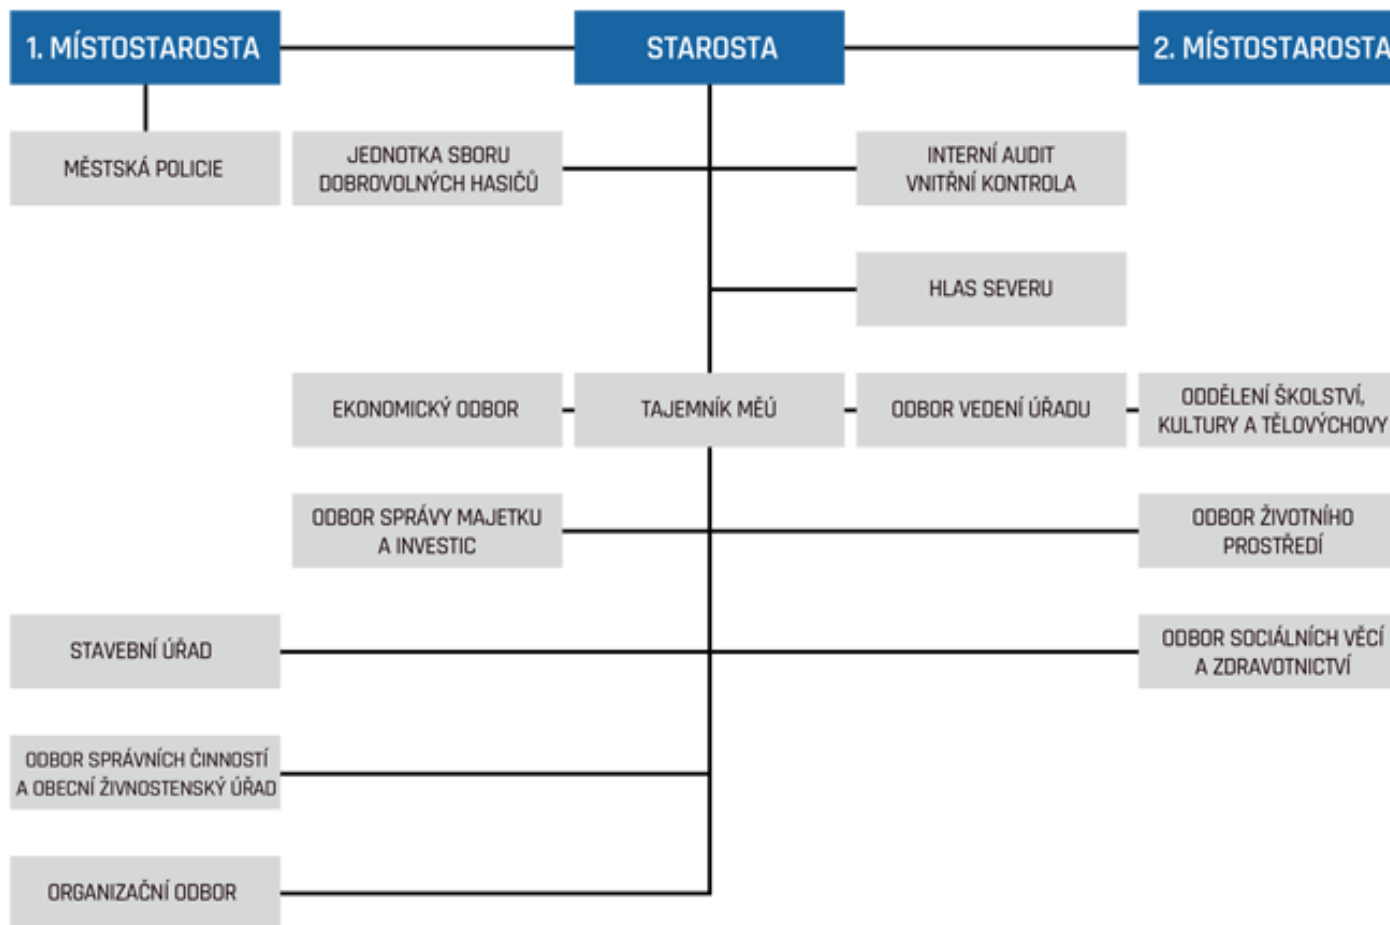 1. MÍSTOSTAROSTA
STAROSTA
2. MÍSTOSTAROSTA
MĚSTSKÁ POLICIE
JEDNOTKA SBORU
DOBROVOLNÝCH HASIČŮ
INTERNÍ AUDIT
VNITŘNÍ KONTROLA
HLAS SEVERU
EKONOMICKÝ ODBOR
TAJEMNÍK MĚÚ
ODBOR VEDENÍ ÚŘADU
ODDĚLENÍ ŠKOLSTVÍ,
KULTURY A TĚLOVÝCHOVY
ODBOR SPRÁVY MAJETKU
A INVESTIC
ODBOR ŽIVOTNÍHO
PROSTŘEDÍ
STAVEBNÍ ÚŘAD
ODBOR SOCIÁLNÍCH VĚCÍ
A ZDRAVOTNICTVÍ
ODBOR SPRÁVNÍCH ČINNOSTÍ
A OBECNÍ ŽIVNOSTENSKÝ ÚŘAD
ORGANIZAČNÍ ODBOR